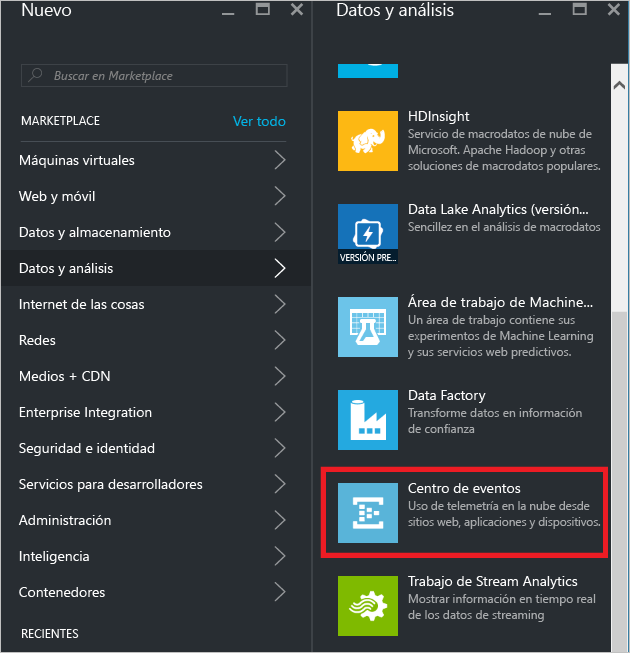 Nuevo
Buscar en Marketplace
MARKETPLACE
Ver todo
Máquinas virtuales
Web y móvil
Datos y almacenamiento
Datos y análisis
Internet de las cosas
Redes
Medios + CDN
Enterprise Integration
Seguridad e identidad
Servicios para desarrolladores
Administración
Inteligencia
Contenedores
RECIENTES
Datos y análisis
HDInsight
Servicio de macrodatos de nube de
Microsoft. Apache Hadoop y otras
soluciones de macrodatos populares.
Data Lake Analytics (versión...
Sencillez en el análisis de macrodatos
VERSIÓN PRE...
Área de trabajo de Machine...
Un área de trabajo contiene sus
experimentos de Machine Learning
y sus servicios web predictivos.
Data Factory
Transforme datos en información
de confianza
Centro de eventos
Uso de telemetría en la nube desde
sitios web, aplicaciones y dispositivos.
Trabajo de Stream Analytics
Mostrar información en tiempo real
de los datos de streaming